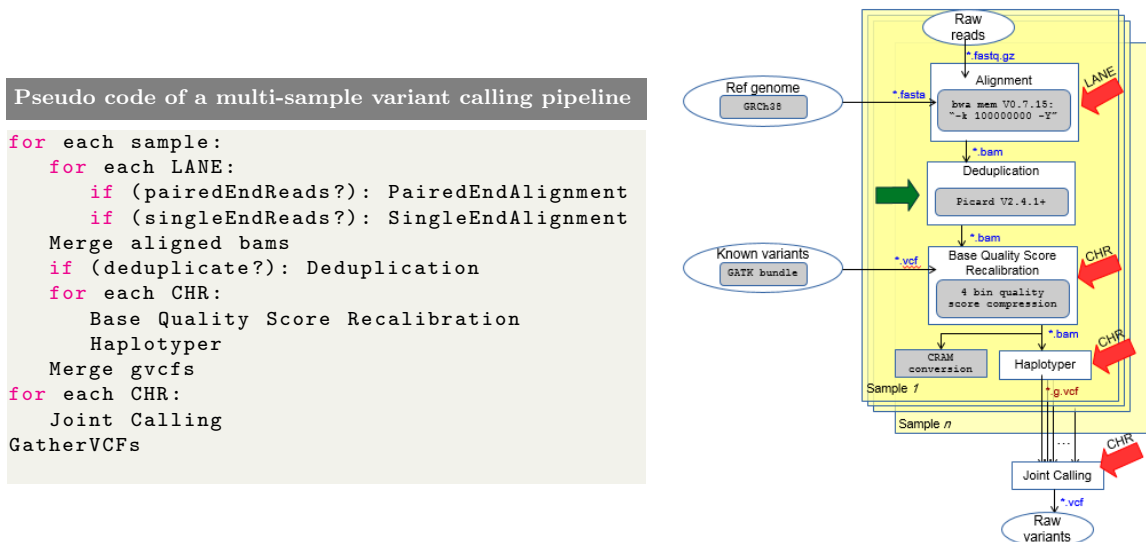 Pseudo code of a multi-sample variant calling pipeline
for each sample:
for each LANE:
if (pairedEndReads?): PairedEndAlignment
if (singleEndReads?): SingleEndAlignment
Merge aligned bams
if (deduplicate?): Deduplication
for each CHR:
Base Quality Score Recalibration
Haplotyper
Merge gvcfs
for each CHR:
Joint Calling
GatherVCFs
Raw
reads
*.fastq.gz
Alignment
LANE
bwa mem V0.7.15:
"-k 100000000 -Y"
Ref genome
GRCh38
*.fasta
*.bam
Deduplication
Picard V2.4.1+
*.bam
Known variants
GATK bundle
*.vcf
Base Quality Score
Recalibration
CHR
4 bin quality
score compression
*.bam
CRAM
conversion
Haplotyper
CHR
Sample 1
*.g.vcf
Sample n
...
CHR
Joint Calling
*.vcf
Raw
variants